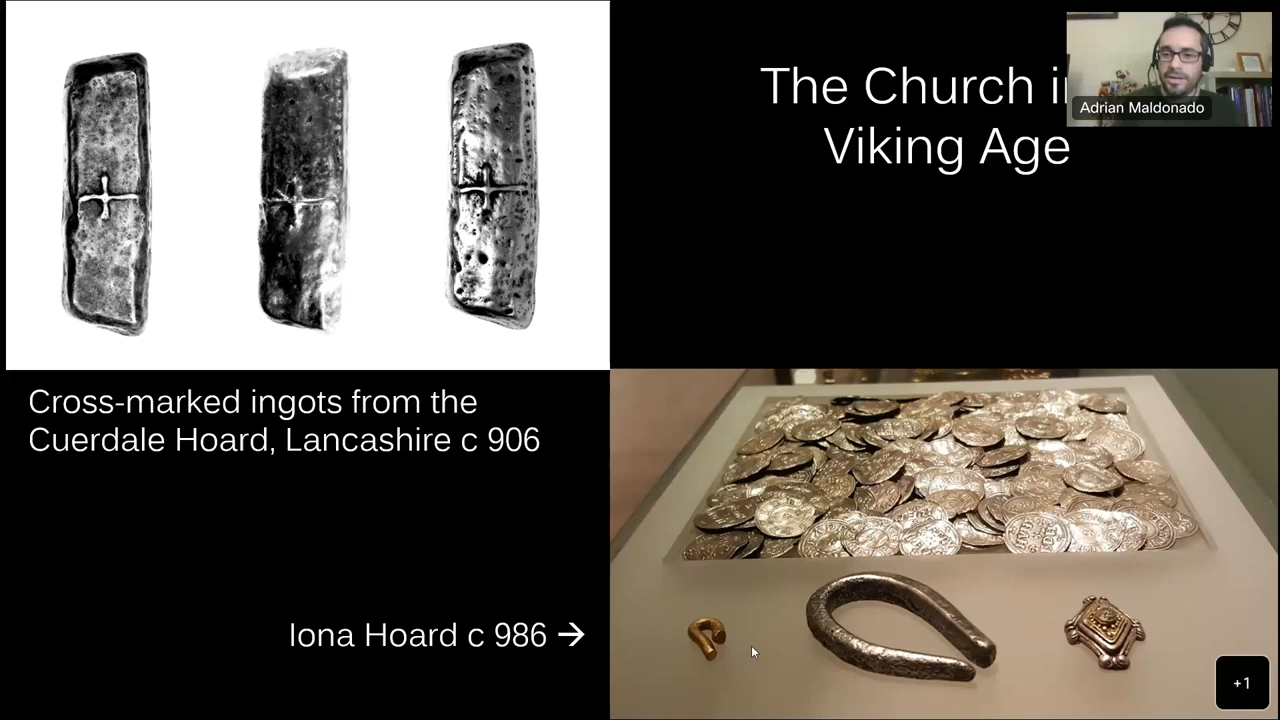 The Church i
Viking Age
Adrian Maldonado
Cross-marked ingots from the
Cuerdale Hoard, Lancashire c 906
Iona Hoard c 986 →
+1